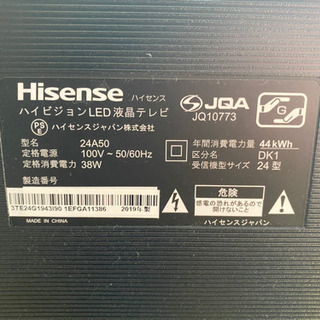 Hisense ハイセンス
ハイビジョンLED液晶テレビ
PSE
ハイセンスジャパン株式会社
JQA
JQ10773
G
型名 24A50
定格電源 100V~50/60Hz
定格消費電力 38W
製造番号
年間消費電力量 44kWh
区分名 DK1
受信機型サイズ 24型
3TE24G1943I90 1EFGA11386 2019年製
MADE IN CHINA
危険
感電の恐れがあるので
開けないで下さい
ハイセンスジャパン